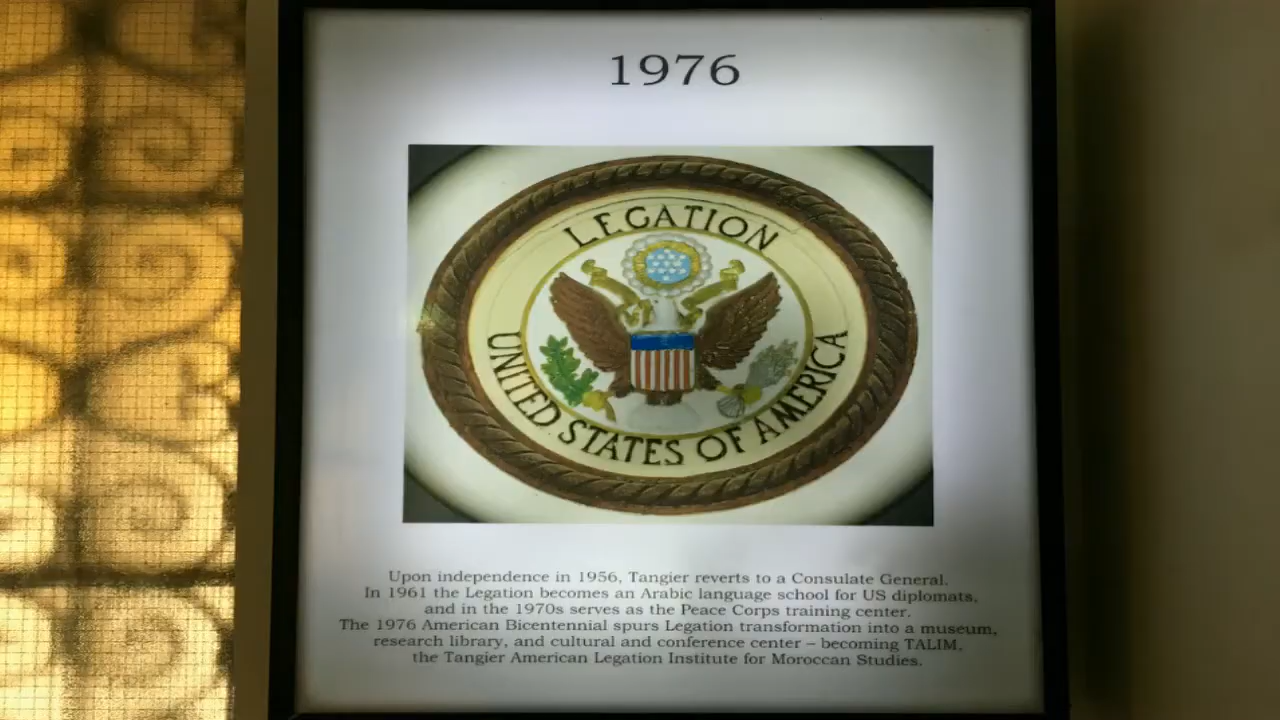 1976
LEGATION
UNITED STATES OF AMERICA
Upon independence in 1956, Tangier reverts to a Consulate General.
In 1961 the Legation becomes an Arabic language school for US diplomats,
and in the 1970s serves as the Peace Corps training center.
The 1976 American Bicentennial spurs Legation transformation into a museum,
research library, and cultural and conference center – becoming TALIM,
the Tangier American Legation Institute for Moroccan Studies.